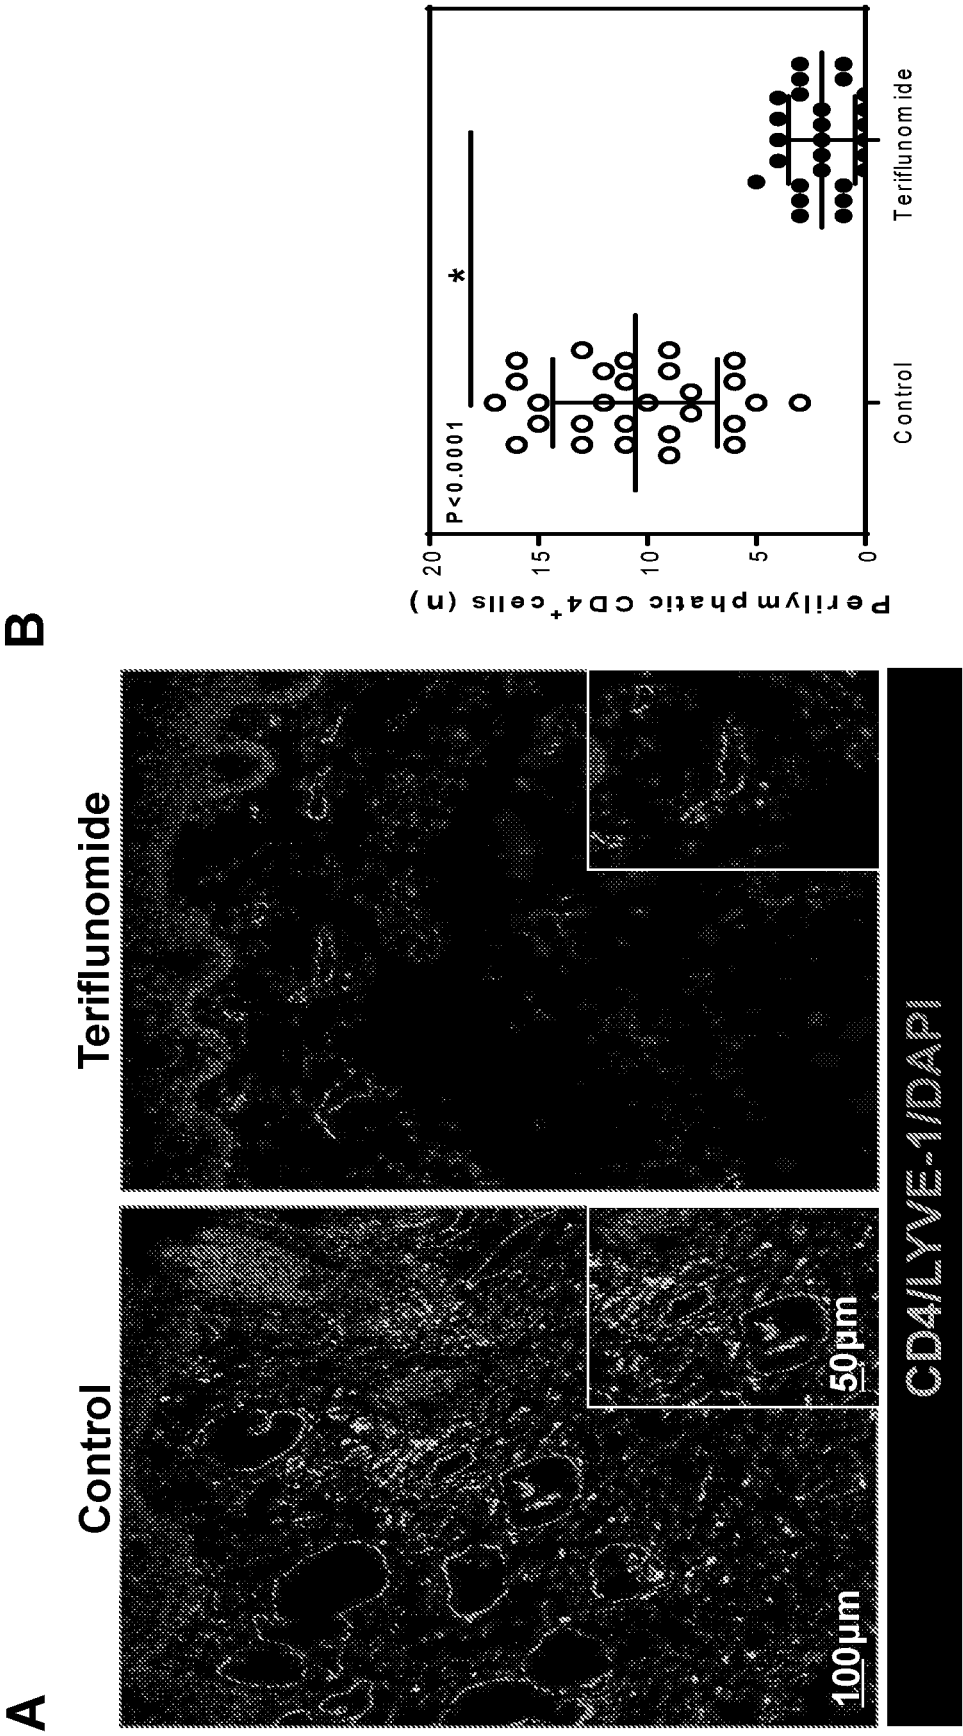 A
Control
Teriflunomide
100µm
50µm
CD4/LYVE-1/DAPI
B
Perilymphatic CD4⁺cells (n)
20
15
10
5
0
P<0.0001
*
Control
Teriflunomide